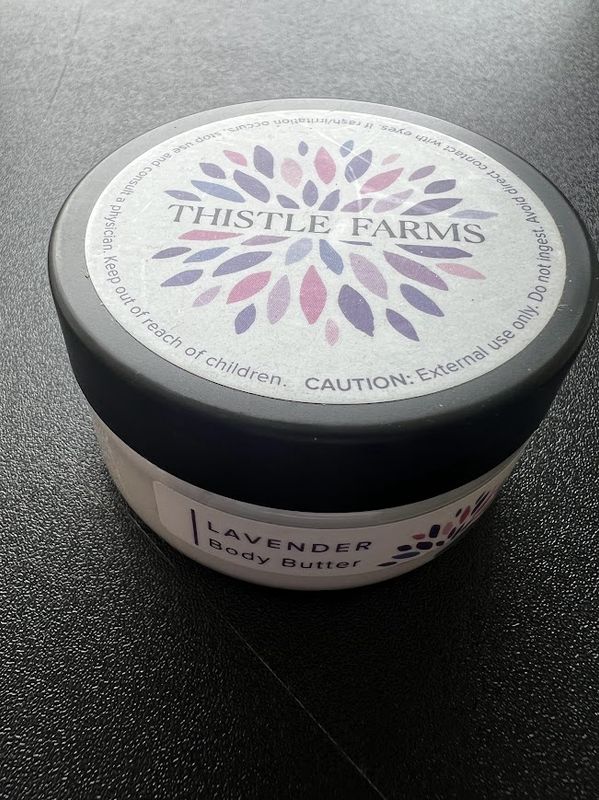 THISTLE FARMS
CAUTION: External use only. Do not ingest. Avoid direct contact with eyes. If rash/irritation occurs, stop use and consult a physician. Keep out of reach of children.
LAVENDER
Body Butter